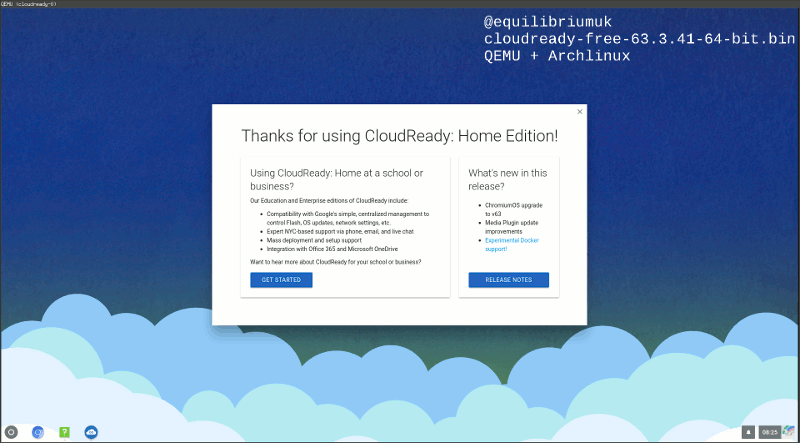 QEMU (cloudready-0)
@equilibriumuk
cloudready-free-63.3.41-64-bit.bin
QEMU + Archlinux
Thanks for using CloudReady: Home Edition!
Using CloudReady: Home at a school or
business?
Our Education and Enterprise editions of CloudReady include:
Compatibility with Google's simple, centralized management to
control Flash, OS updates, network settings, etc.
Expert NYC-based support via phone, email, and live chat
Mass deployment and setup support
Integration with Office 365 and Microsoft OneDrive
Want to hear more about CloudReady for your school or business?
GET STARTED
What's new in this
release?
ChromiumOS upgrade
to v63
Media Plugin update
improvements
Experimental Docker
support!
RELEASE NOTES
08:25